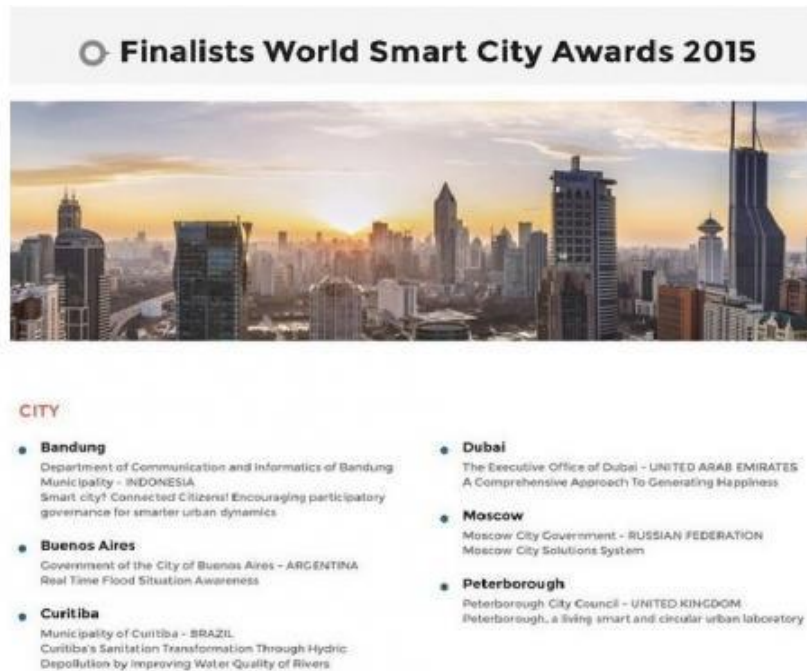 Finalists World Smart City Awards 2015
CITY
Bandung
Department of Communication and Informatics of Bandung
Municipality - INDONESIA
Smart city? Connected Citizens! Encouraging participatory
governance for smarter urban dynamics
Buenos Aires
Government of the City of Buenos Aires - ARGENTINA
Real Time Flood Situation Awareness
Curitiba
Municipality of Curitiba - BRAZIL
Curitiba's Sanitation Transformation Through Hydric
Depollution by Improving Water Quality of Rivers
Dubai
The Executive Office of Dubai - UNITED ARAB EMIRATES
A Comprehensive Approach To Generating Happiness
Moscow
Moscow City Government - RUSSIAN FEDERATION
Moscow City Solutions System
Peterborough
Peterborough City Council - UNITED KINGDOM
Peterborough, a living smart and circular urban laboratory